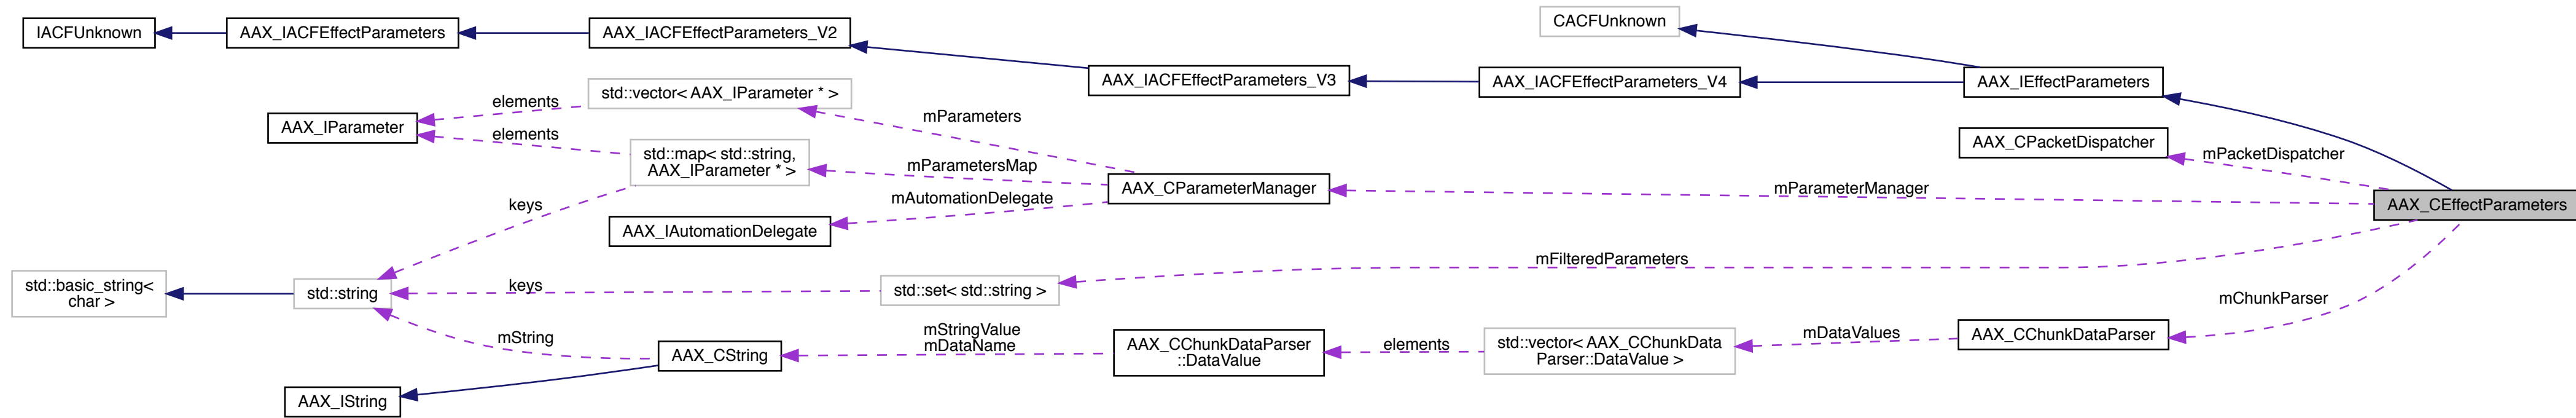 CACFUnknown
IACFUnknown
AAX_IACFEffectParameters
AAX_IACFEffectParameters_V2
AAX_IACFEffectParameters_V3
AAX_IACFEffectParameters_V4
AAX_IEffectParameters
std::vector< AAX_IParameter * >
elements
mParameters
AAX_IParameter
elements
std::map< std::string,
AAX_IParameter * >
mParametersMap
AAX_CPacketDispatcher
mPacketDispatcher
AAX_CParameterManager
mParameterManager
AAX_CEffectParameters
keys
mAutomationDelegate
AAX_IAutomationDelegate
mFilteredParameters
std::basic_string<
char >
std::string
keys
std::set< std::string >
mChunkParser
mString
AAX_CString
mStringValue
mDataName
AAX_CChunkDataParser
::DataValue
elements
std::vector< AAX_CChunkData
Parser::DataValue >
mDataValues
AAX_CChunkDataParser
AAX_IString